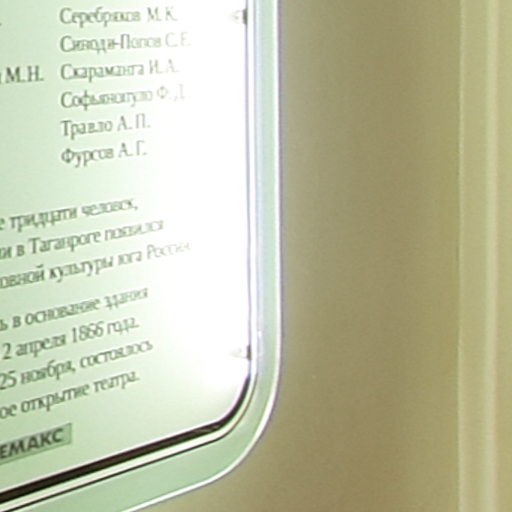 Серебряков М.К.
Синоди-Попов С.Е.
М.Н. Скараманга И.А.
Софьянопуло Ф.Д.
Травло А.П.
Фурсов А.Г.
е тридцати человек,
и в Таганроге появился
овной культуры юга России.
ь в основание здания
2 апреля 1866 года.
25 ноября, состоялось
ое открытие театра.
ЕМАКС